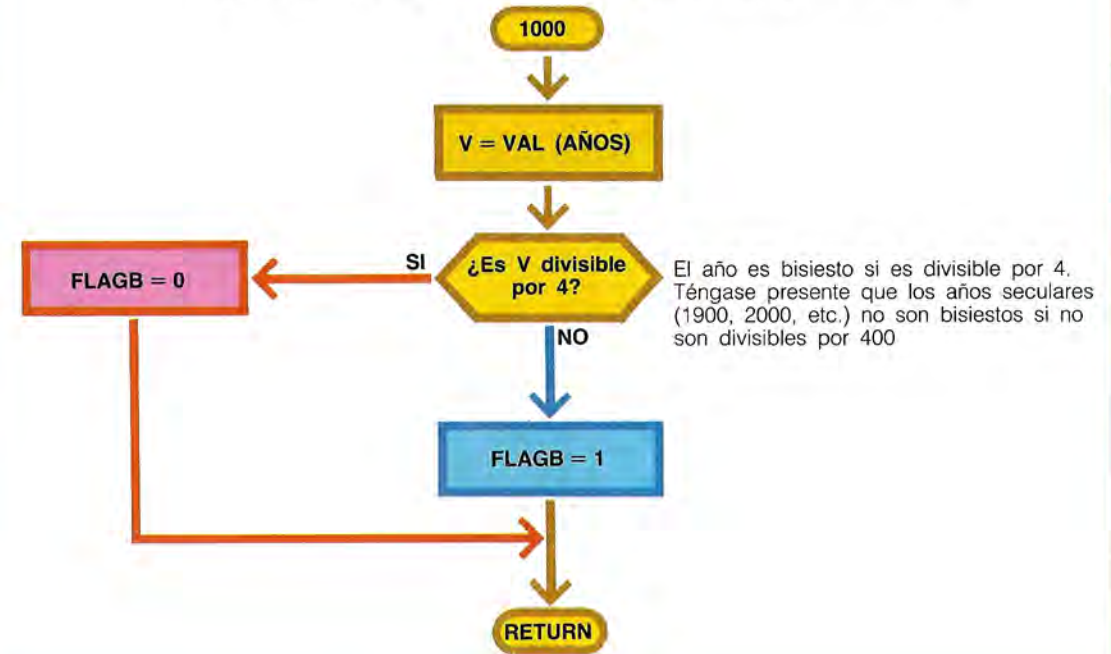 1000
V = VAL (AÑOS)
¿Es V divisible
por 4?
SI
FLAGB = 0
El año es bisiesto si es divisible por 4.
Téngase presente que los años seculares
(1900, 2000, etc.) no son bisiestos si no
son divisibles por 400
NO
FLAGB = 1
RETURN